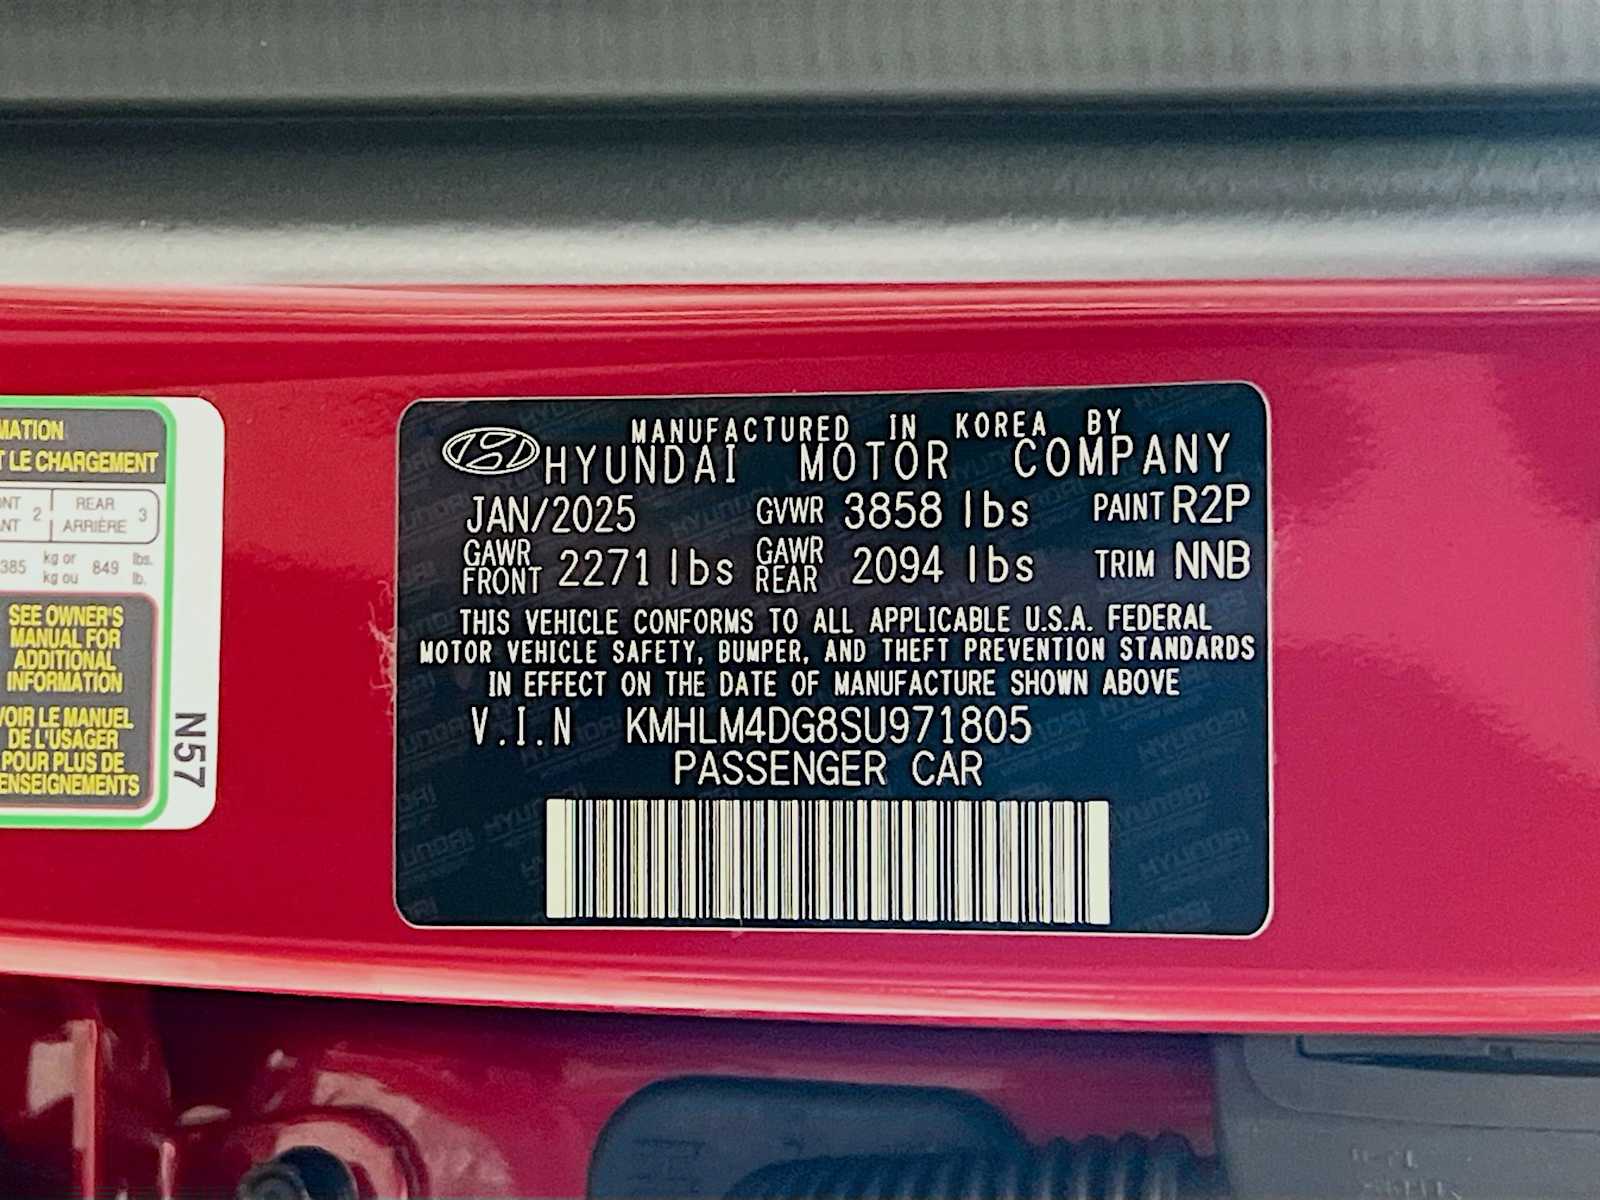 MATION
T LE CHARGEMENT
NT 2 REAR 3
NT ARRIÈRE
385 kg or 849 lbs.
kg ou lb.
SEE OWNER'S
MANUAL FOR
ADDITIONAL
INFORMATION
VOIR LE MANUEL
DE L'USAGER
POUR PLUS DE
ENSEIGNEMENTS
N57
MANUFACTURED IN KOREA BY
HYUNDAI MOTOR COMPANY
JAN/2025 GVWR 3858 lbs PAINT R2P
GAWR FRONT 2271 lbs GAWR REAR 2094 lbs TRIM NNB
THIS VEHICLE CONFORMS TO ALL APPLICABLE U.S.A. FEDERAL
MOTOR VEHICLE SAFETY, BUMPER, AND THEFT PREVENTION STANDARDS
IN EFFECT ON THE DATE OF MANUFACTURE SHOWN ABOVE
V.I.N KMHLM4DG8SU971805
PASSENGER CAR